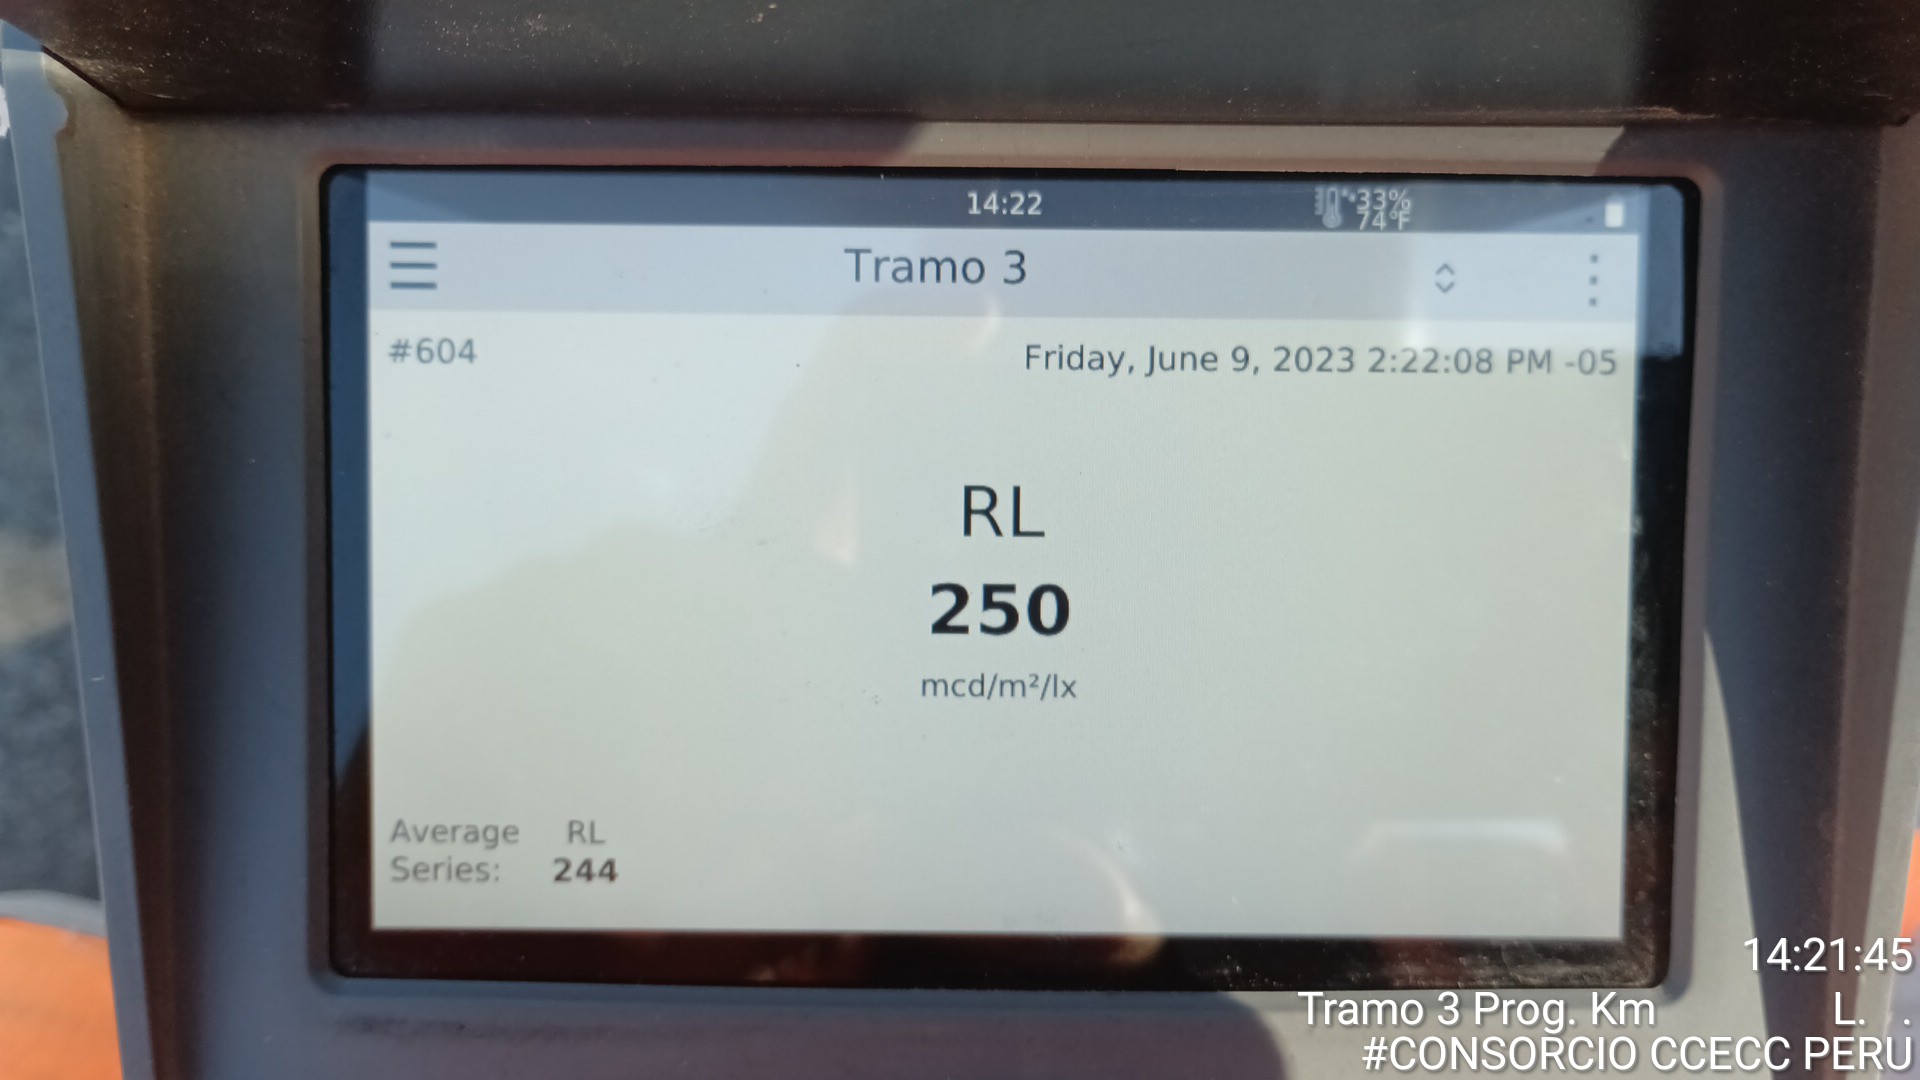 14:22
33%
74°F
Tramo 3
#604
Friday, June 9, 2023 2:22:08 PM -05
RL
250
mcd/m²/lx
Average RL
Series: 244
14:21:45
Tramo 3 Prog. Km L. .
#CONSORCIO CCECC PERU